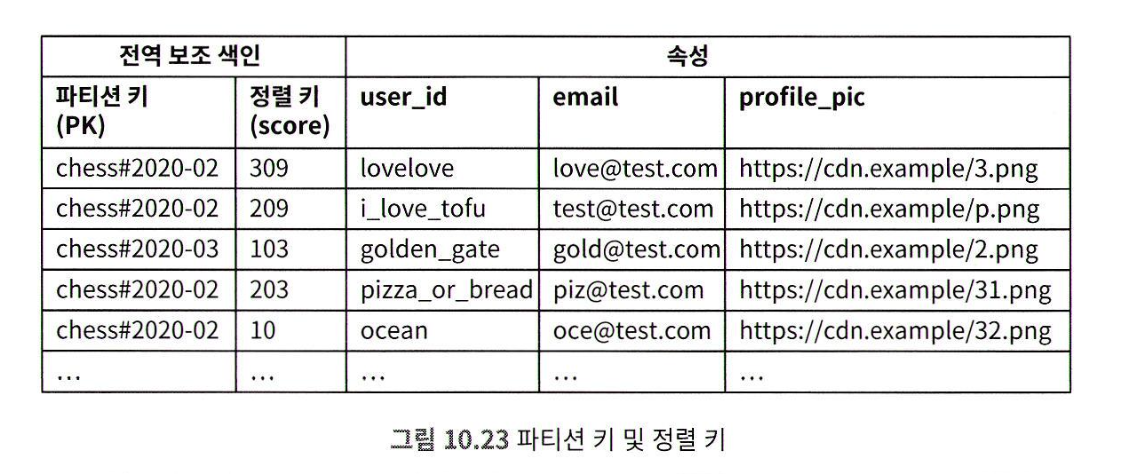 전역 보조 색인 속성
파티션 키 (PK) 정렬 키 (score) user_id email profile_pic
chess#2020-02 309 lovelove love@test.com https://cdn.example/3.png
chess#2020-02 209 i_love_tofu test@test.com https://cdn.example/p.png
chess#2020-03 103 golden_gate gold@test.com https://cdn.example/2.png
chess#2020-02 203 pizza_or_bread piz@test.com https://cdn.example/31.png
chess#2020-02 10 ocean oce@test.com https://cdn.example/32.png
… … … … …
그림 10.23 파티션 키 및 정렬 키